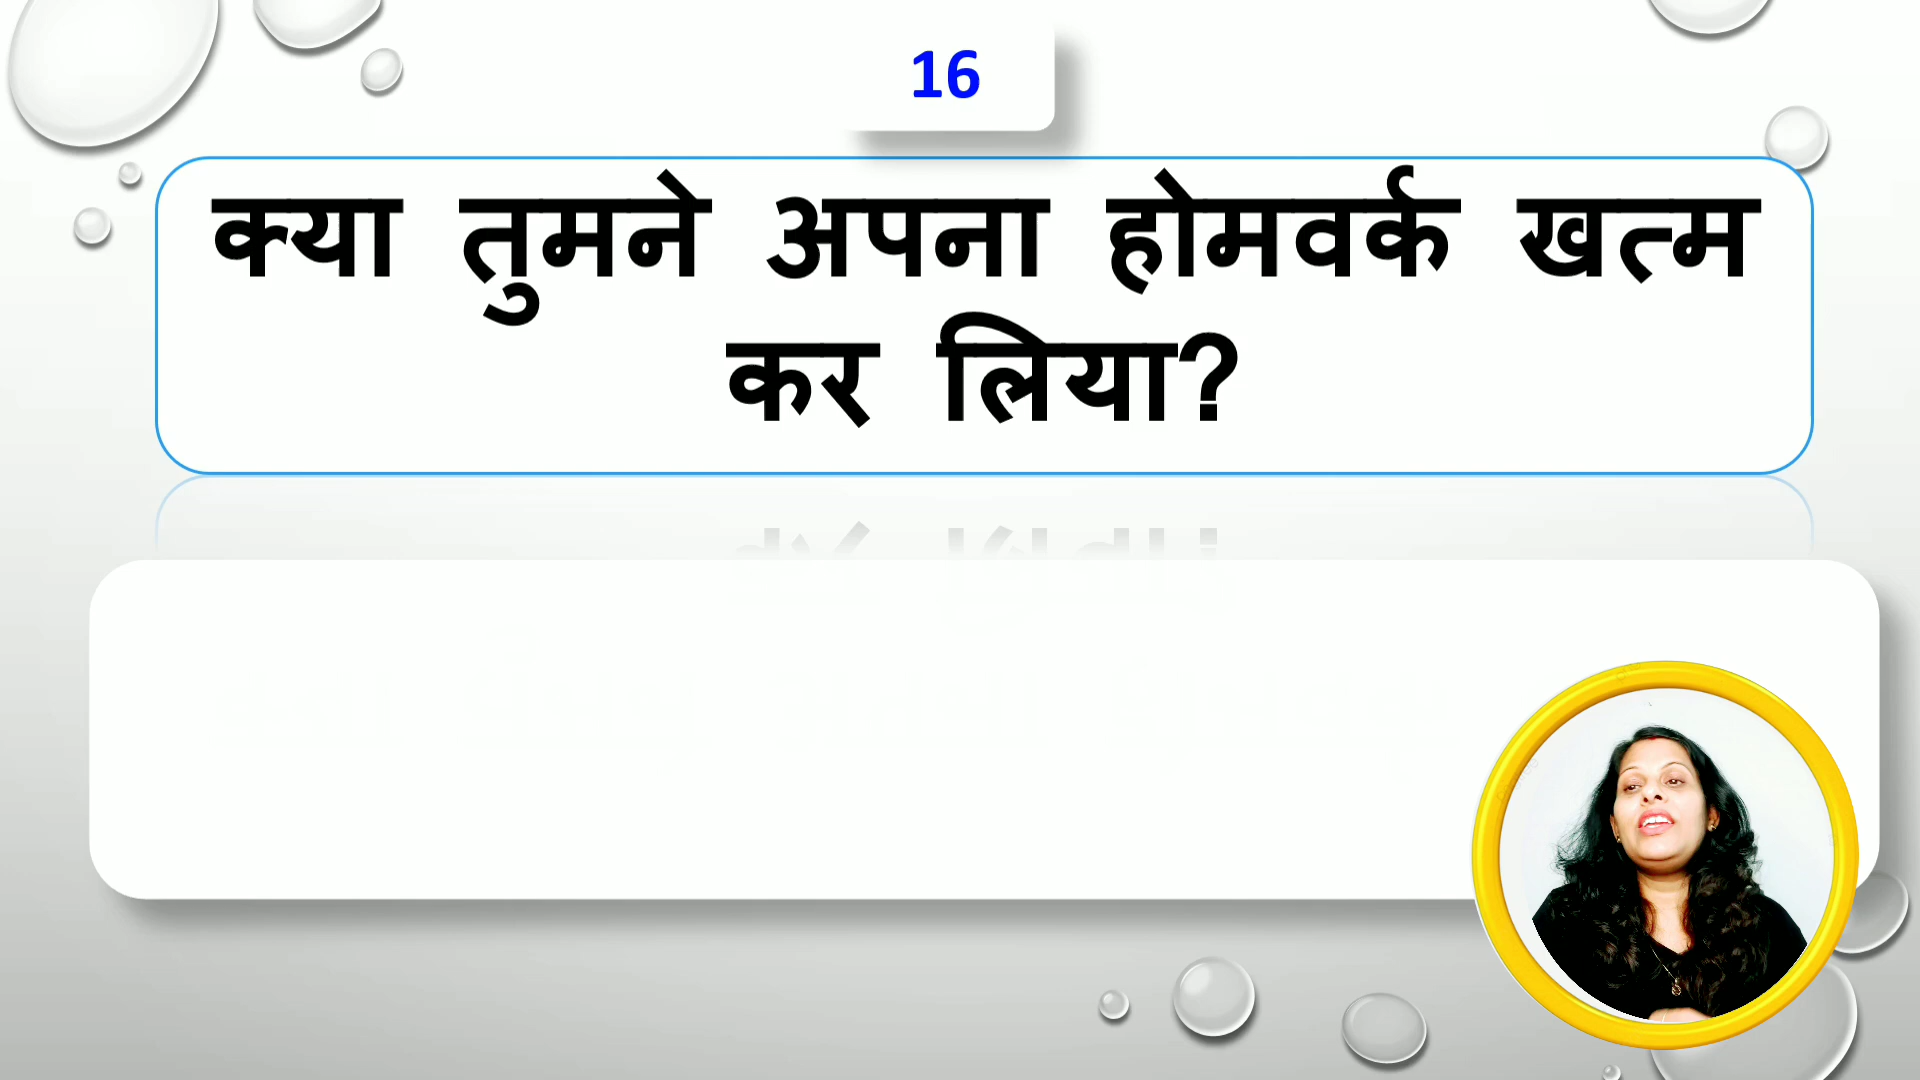 16
क्या तुमने अपना होमवर्क खत्म
कर लिया?